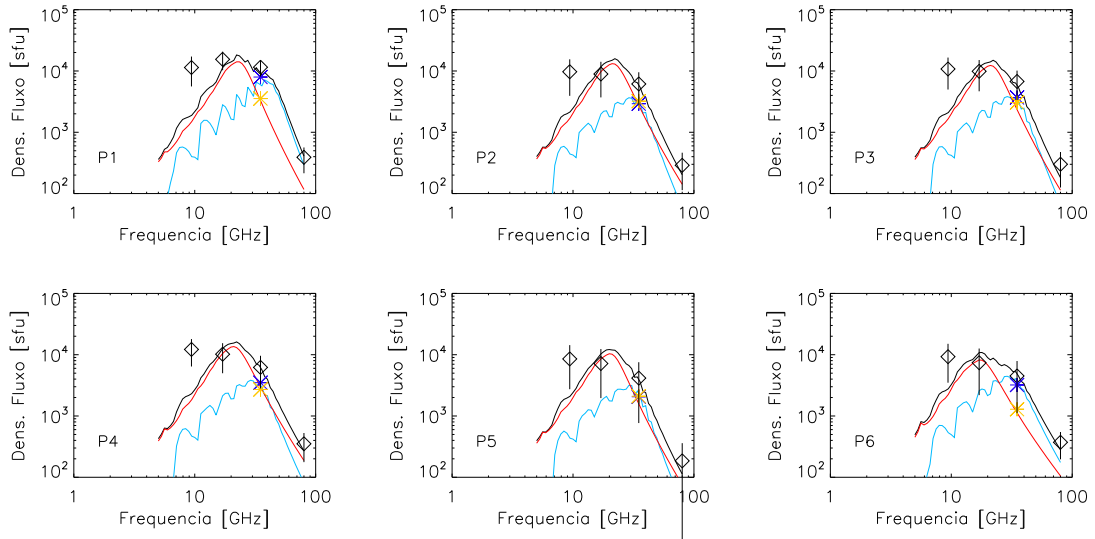 10^5 10^5 10^5
10^4 10^4 10^4
10^3 10^3 10^3
10^2 10^2 10^2
Dens. Fluxo [sfu] Dens. Fluxo [sfu] Dens. Fluxo [sfu]
P1 P2 P3
1 10 100 1 10 100 1 10 100
Frequencia [GHz] Frequencia [GHz] Frequencia [GHz]
10^5 10^5 10^5
10^4 10^4 10^4
10^3 10^3 10^3
10^2 10^2 10^2
Dens. Fluxo [sfu] Dens. Fluxo [sfu] Dens. Fluxo [sfu]
P4 P5 P6
1 10 100 1 10 100 1 10 100
Frequencia [GHz] Frequencia [GHz] Frequencia [GHz]